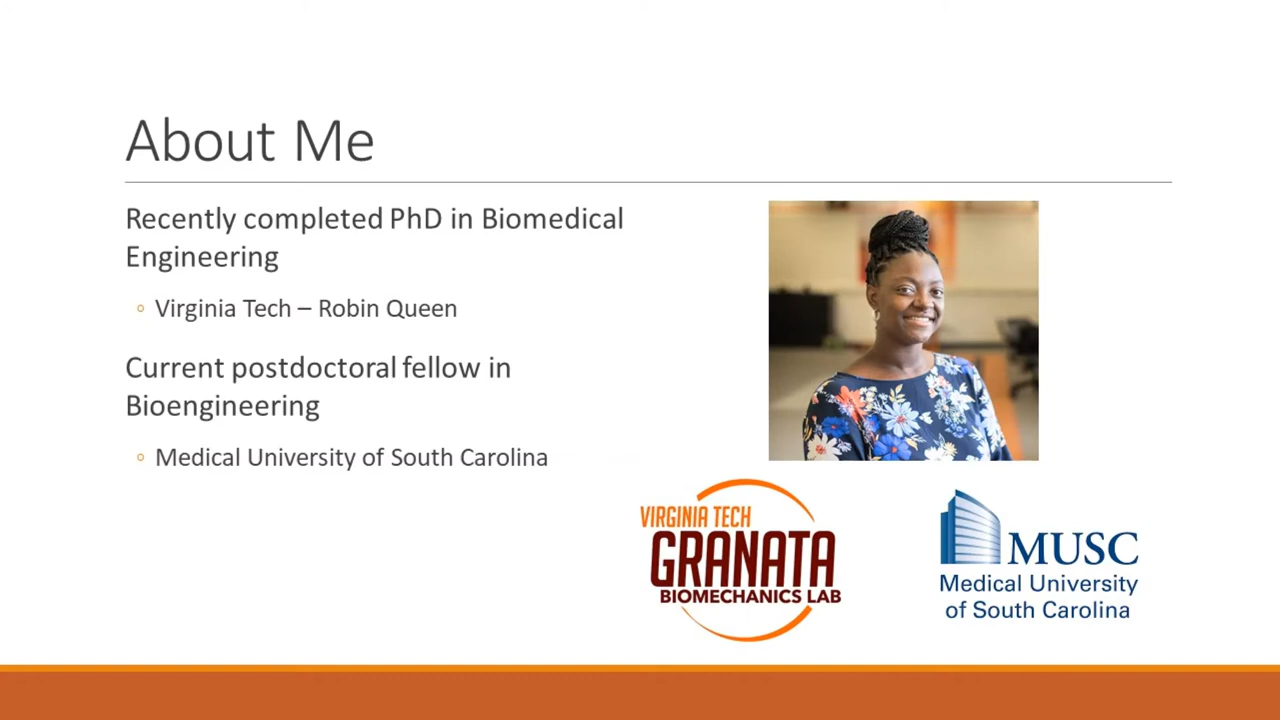 About Me
Recently completed PhD in Biomedical
Engineering
Virginia Tech – Robin Queen
Current postdoctoral fellow in
Bioengineering
Medical University of South Carolina
VIRGINIA TECH
GRANATA
BIOMECHANICS LAB
MUSC
Medical University
of South Carolina